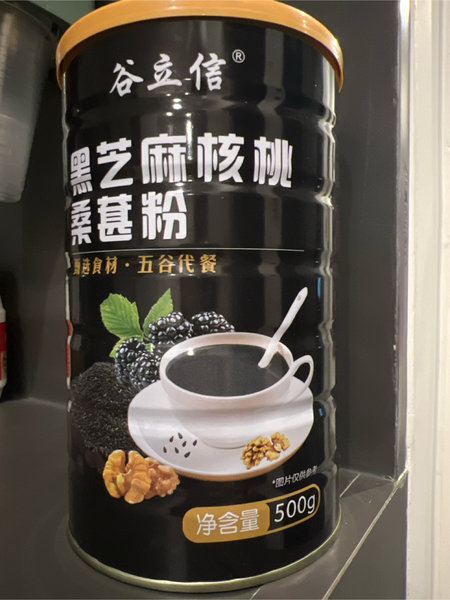 谷立信®
黑芝麻核桃
桑葚粉
甄选食材·五谷代餐
*图片仅供参考
净含量 500g